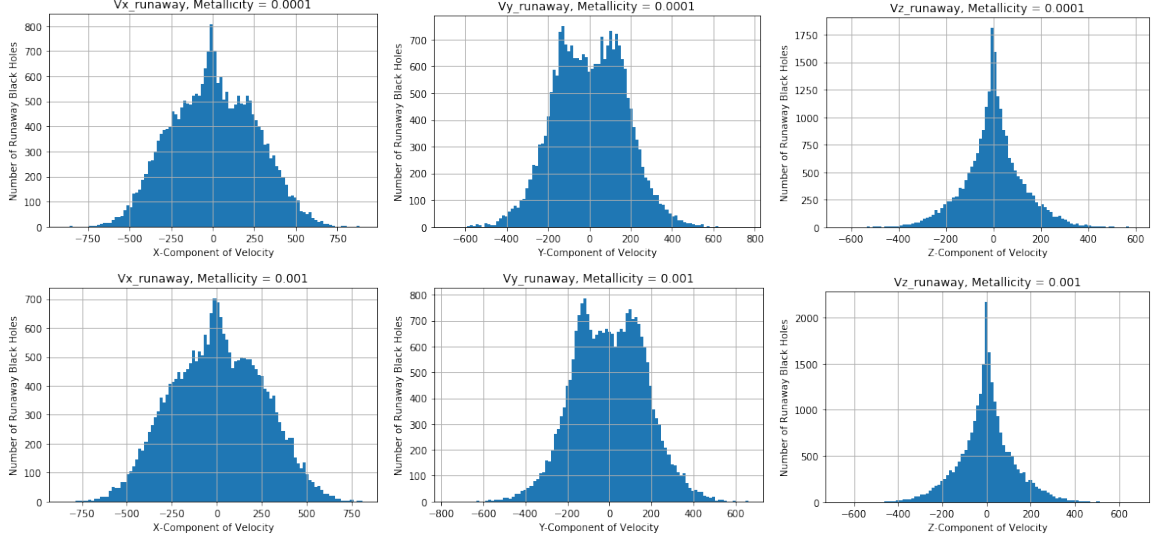 Vx_runaway, Metallicity = 0.0001
Number of Runaway Black Holes
800
700
600
500
400
300
200
100
0
−750 −500 −250 0 250 500 750
X-Component of Velocity
Vy_runaway, Metallicity = 0.0001
Number of Runaway Black Holes
700
600
500
400
300
200
100
0
−600 −400 −200 0 200 400 600 800
Y-Component of Velocity
Vz_runaway, Metallicity = 0.0001
Number of Runaway Black Holes
1750
1500
1250
1000
750
500
250
0
−600 −400 −200 0 200 400 600
Z-Component of Velocity
Vx_runaway, Metallicity = 0.001
Number of Runaway Black Holes
700
600
500
400
300
200
100
0
−750 −500 −250 0 250 500 750
X-Component of Velocity
Vy_runaway, Metallicity = 0.001
Number of Runaway Black Holes
800
700
600
500
400
300
200
100
0
−800 −600 −400 −200 0 200 400 600
Y-Component of Velocity
Vz_runaway, Metallicity = 0.001
Number of Runaway Black Holes
2000
1500
1000
500
0
−600 −400 −200 0 200 400 600
Z-Component of Velocity